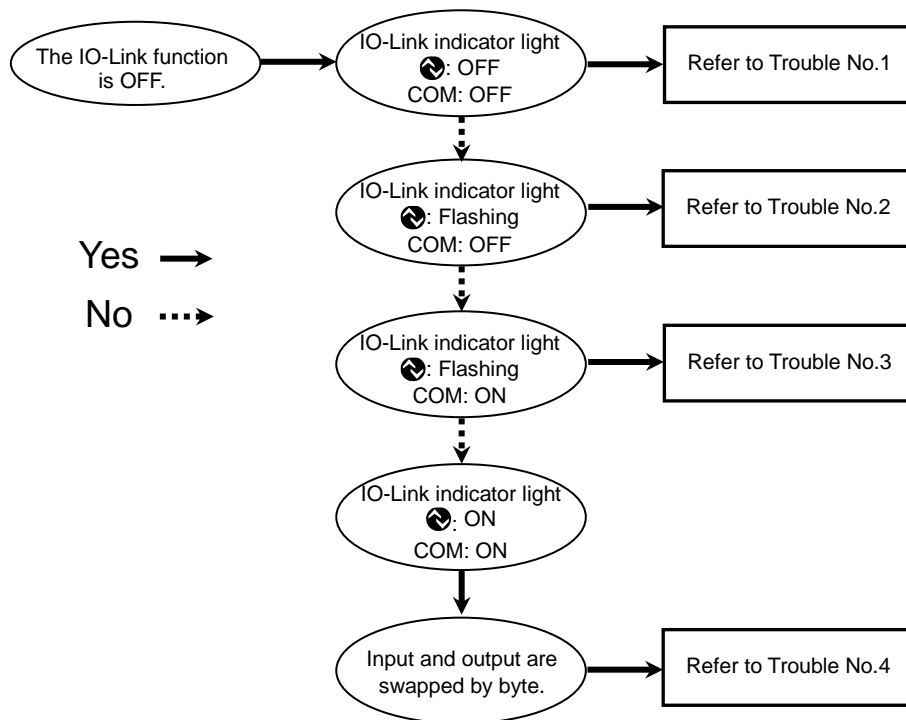 The IO-Link function
is OFF.
IO-Link indicator light
: OFF
COM: OFF
Refer to Trouble No.1
IO-Link indicator light
: Flashing
COM: OFF
Refer to Trouble No.2
Yes
No
IO-Link indicator light
: Flashing
COM: ON
Refer to Trouble No.3
IO-Link indicator light
: ON
COM: ON
Input and output are
swapped by byte.
Refer to Trouble No.4